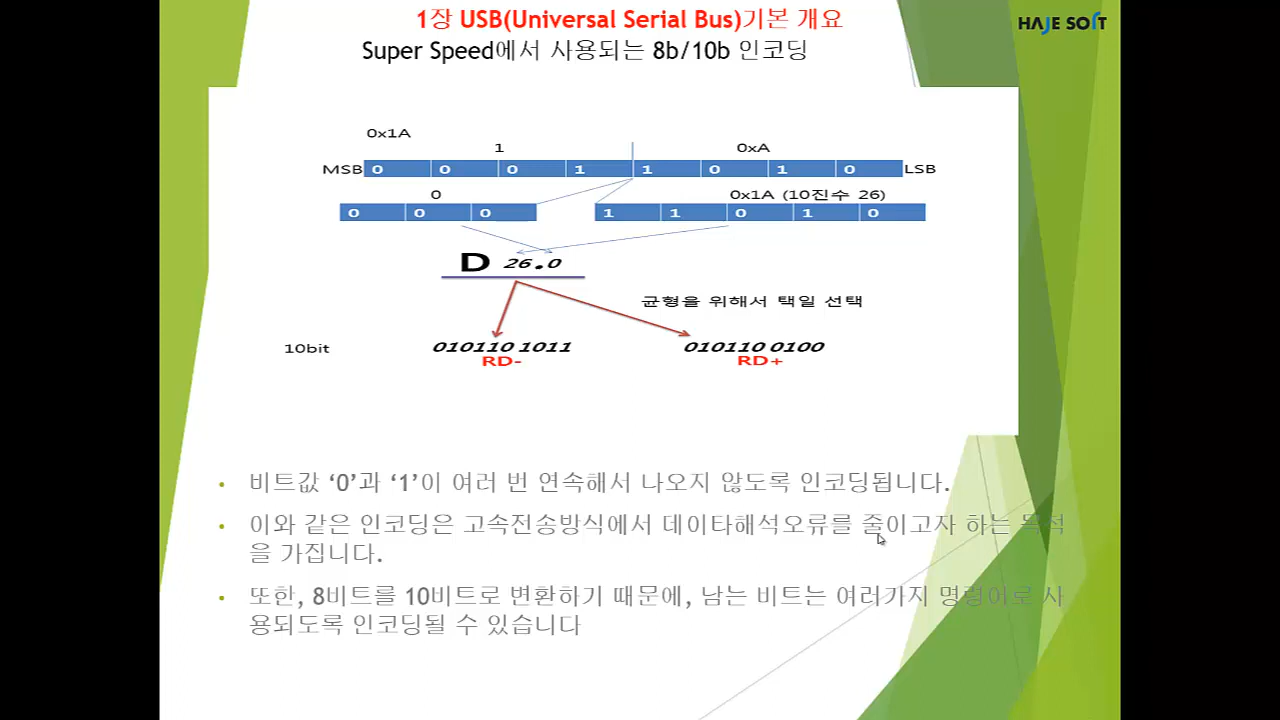 1장 USB(Universal Serial Bus)기본 개요
HAJE SOFT
Super Speed에서 사용되는 8b/10b 인코딩
0x1A
1 0xA
MSB 0 0 0 1 1 0 1 0 LSB
0 0x1A (10진수 26)
0 0 0 1 1 0 1 0
D 26.0
균형을 위해서 택일 선택
10bit 010110 1011 010110 0100
RD- RD+
• 비트값 ‘0’과 ‘1’이 여러 번 연속해서 나오지 않도록 인코딩됩니다.
• 이와 같은 인코딩은 고속전송방식에서 데이타해석오류를 줄이고자 하는 목적
을 가집니다.
• 또한, 8비트를 10비트로 변환하기 때문에, 남는 비트는 여러가지 명령어로 사
용되도록 인코딩될 수 있습니다